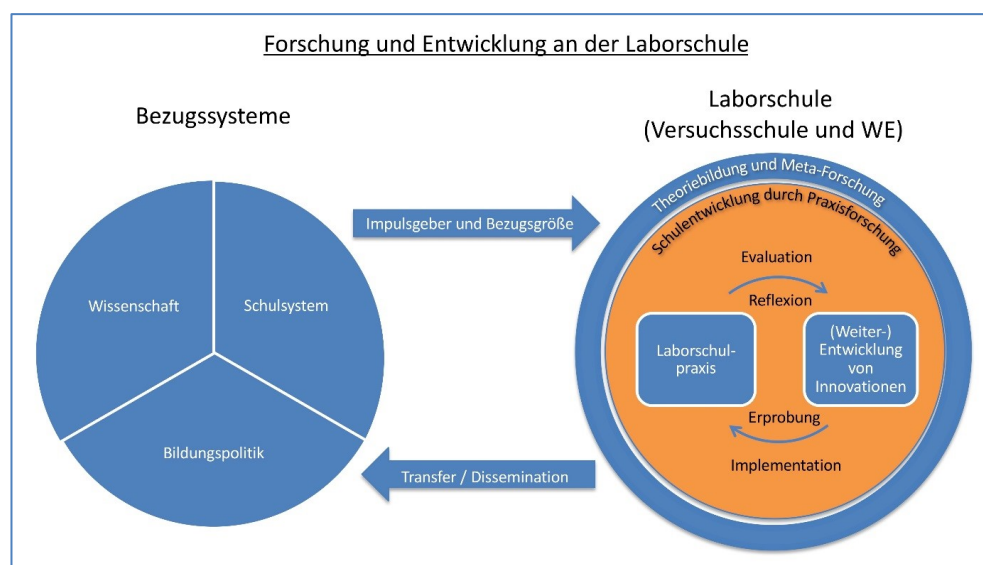 Forschung und Entwicklung an der Laborschule
Bezugssysteme
Wissenschaft
Schulsystem
Bildungspolitik
Impulsgeber und Bezugsgröße
Transfer / Dissemination
Laborschule
(Versuchsschule und WE)
Theoriebildung und Meta-Forschung
Schulentwicklung durch Praxisforschung
Evaluation
Reflexion
Laborschul-
praxis
(Weiter-)
Entwicklung
von
Innovationen
Erprobung
Implementation